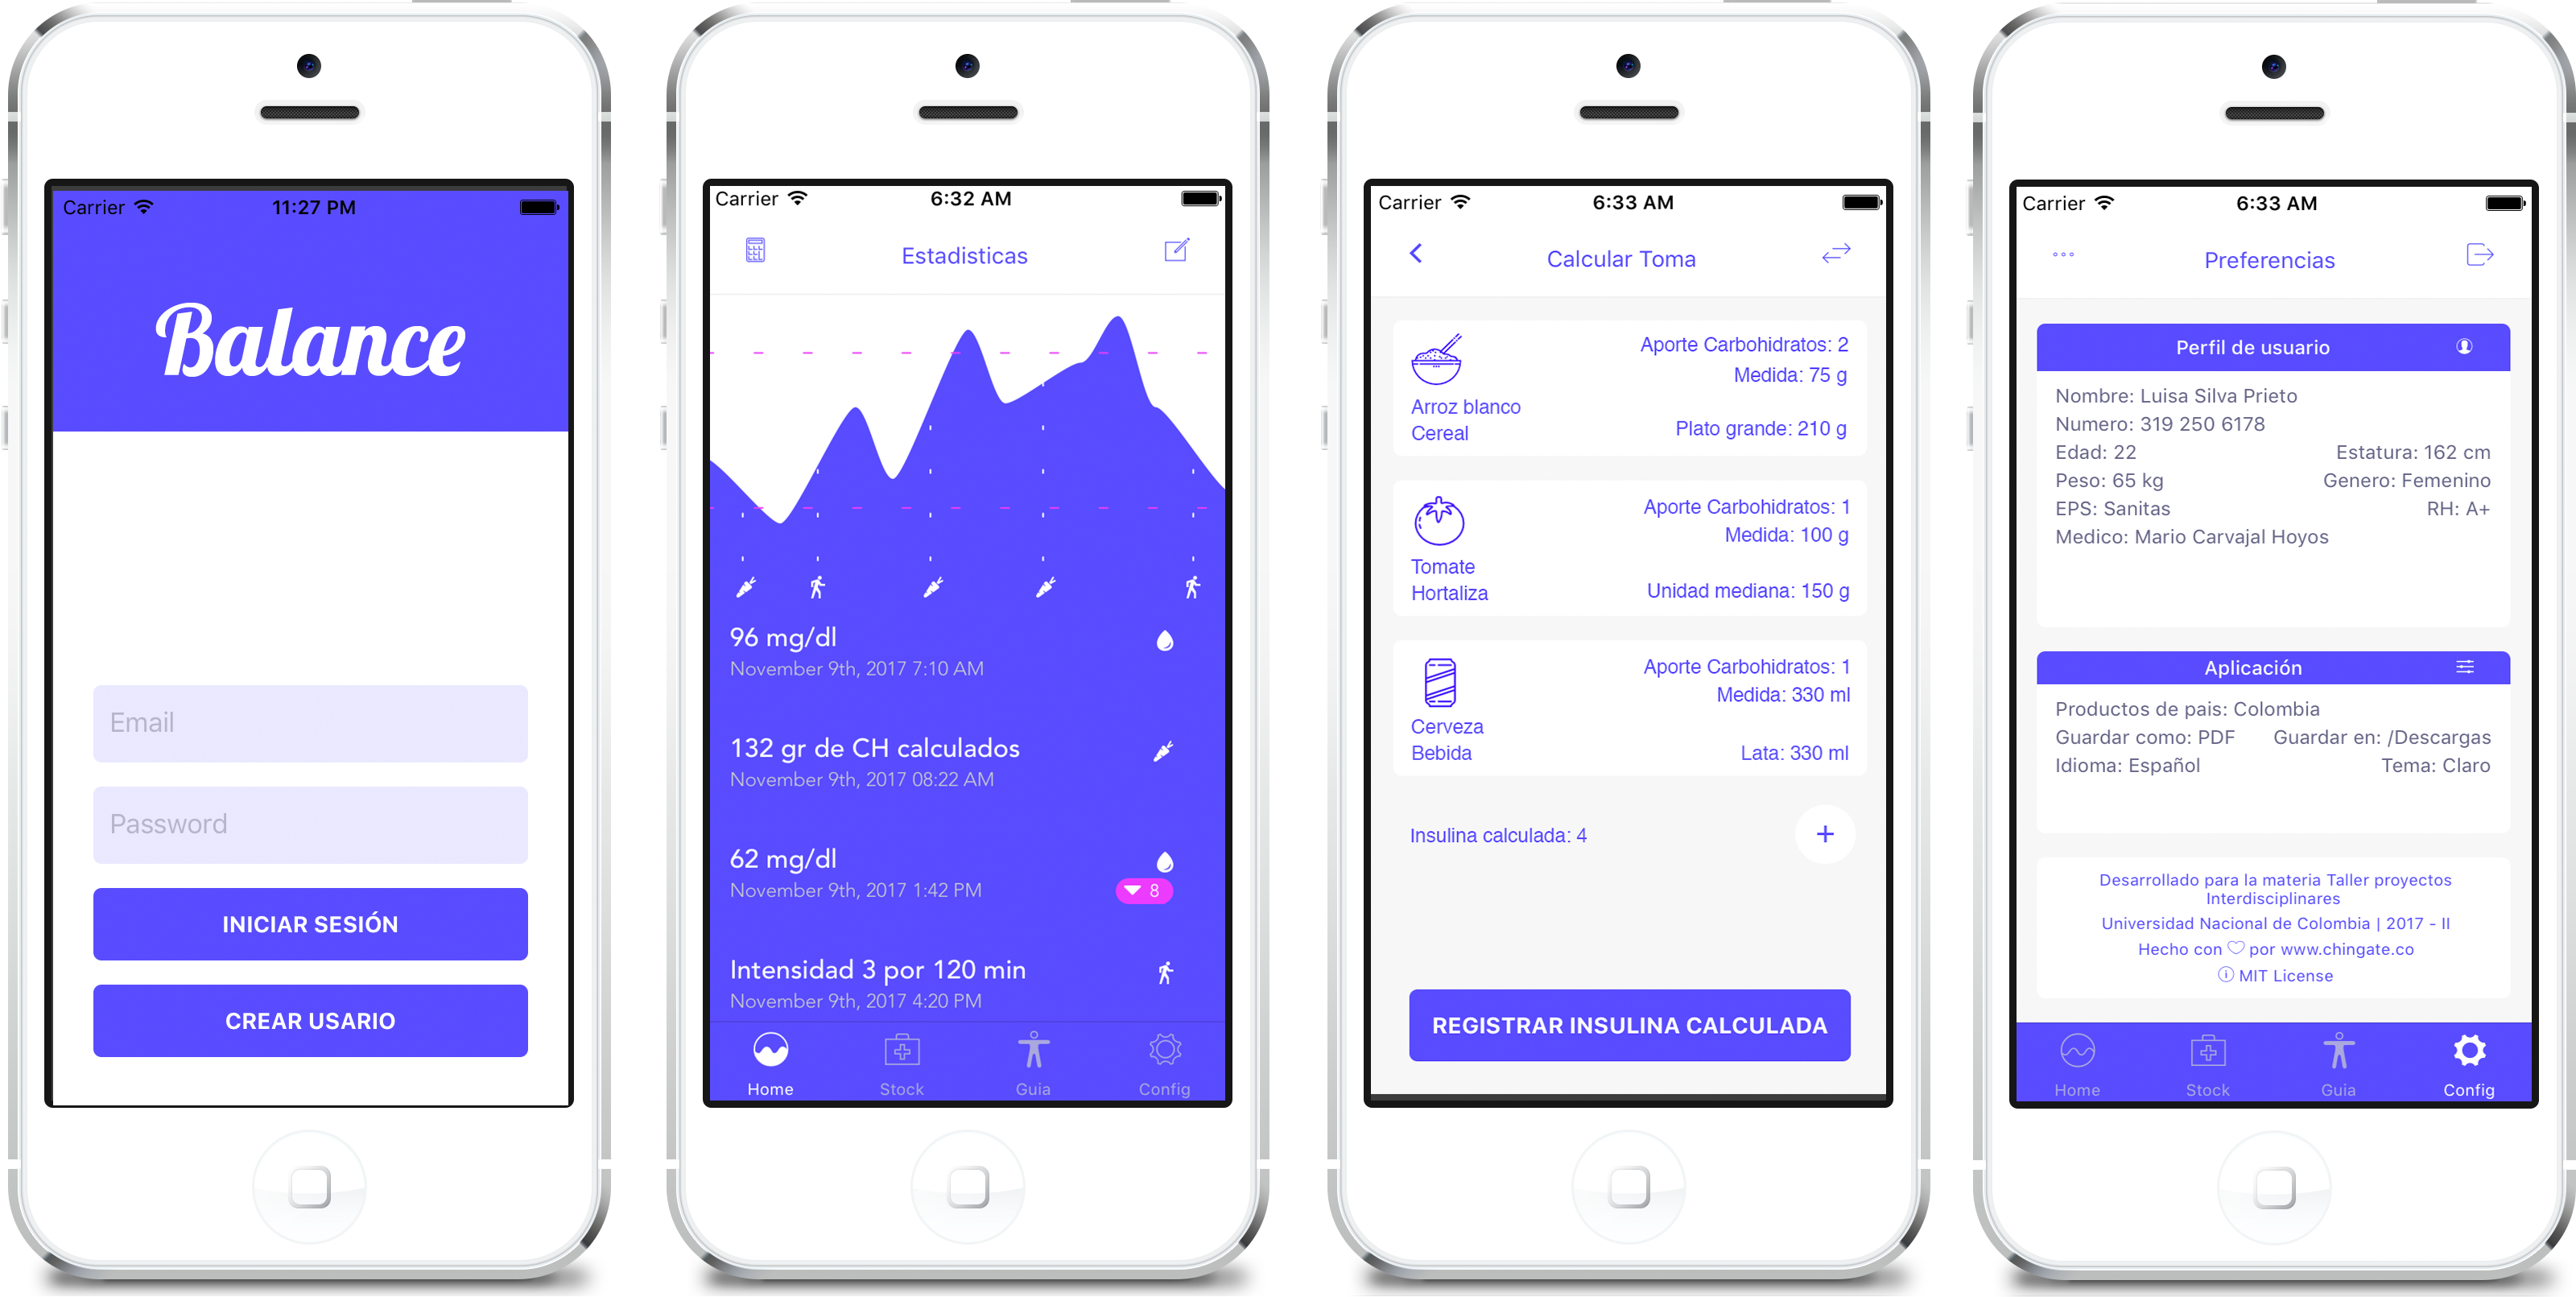 Carrier 11:27 PM
Balance
Email
Password
INICIAR SESIÓN
CREAR USARIO
Carrier 6:32 AM
Estadisticas
96 mg/dl
November 9th, 2017 7:10 AM
132 gr de CH calculados
November 9th, 2017 08:22 AM
62 mg/dl
November 9th, 2017 1:42 PM
8
Intensidad 3 por 120 min
November 9th, 2017 4:20 PM
Home Stock Guia Config
Carrier 6:33 AM
Calcular Toma
Aporte Carbohidratos: 2
Medida: 75 g
Arroz blanco
Cereal
Plato grande: 210 g
Aporte Carbohidratos: 1
Medida: 100 g
Tomate
Hortaliza
Unidad mediana: 150 g
Aporte Carbohidratos: 1
Medida: 330 ml
Cerveza
Bebida
Lata: 330 ml
Insulina calculada: 4
+
REGISTRAR INSULINA CALCULADA
Carrier 6:33 AM
Preferencias
Perfil de usuario
Nombre: Luisa Silva Prieto
Numero: 319 250 6178
Edad: 22 Estatura: 162 cm
Peso: 65 kg Genero: Femenino
EPS: Sanitas RH: A+
Medico: Mario Carvajal Hoyos
Aplicación
Productos de pais: Colombia
Guardar como: PDF Guardar en: /Descargas
Idioma: Español Tema: Claro
Desarrollado para la materia Taller proyectos
Interdisciplinares
Universidad Nacional de Colombia | 2017 - II
Hecho con ♡ por www.chingate.co
MIT License
Home Stock Guia Config